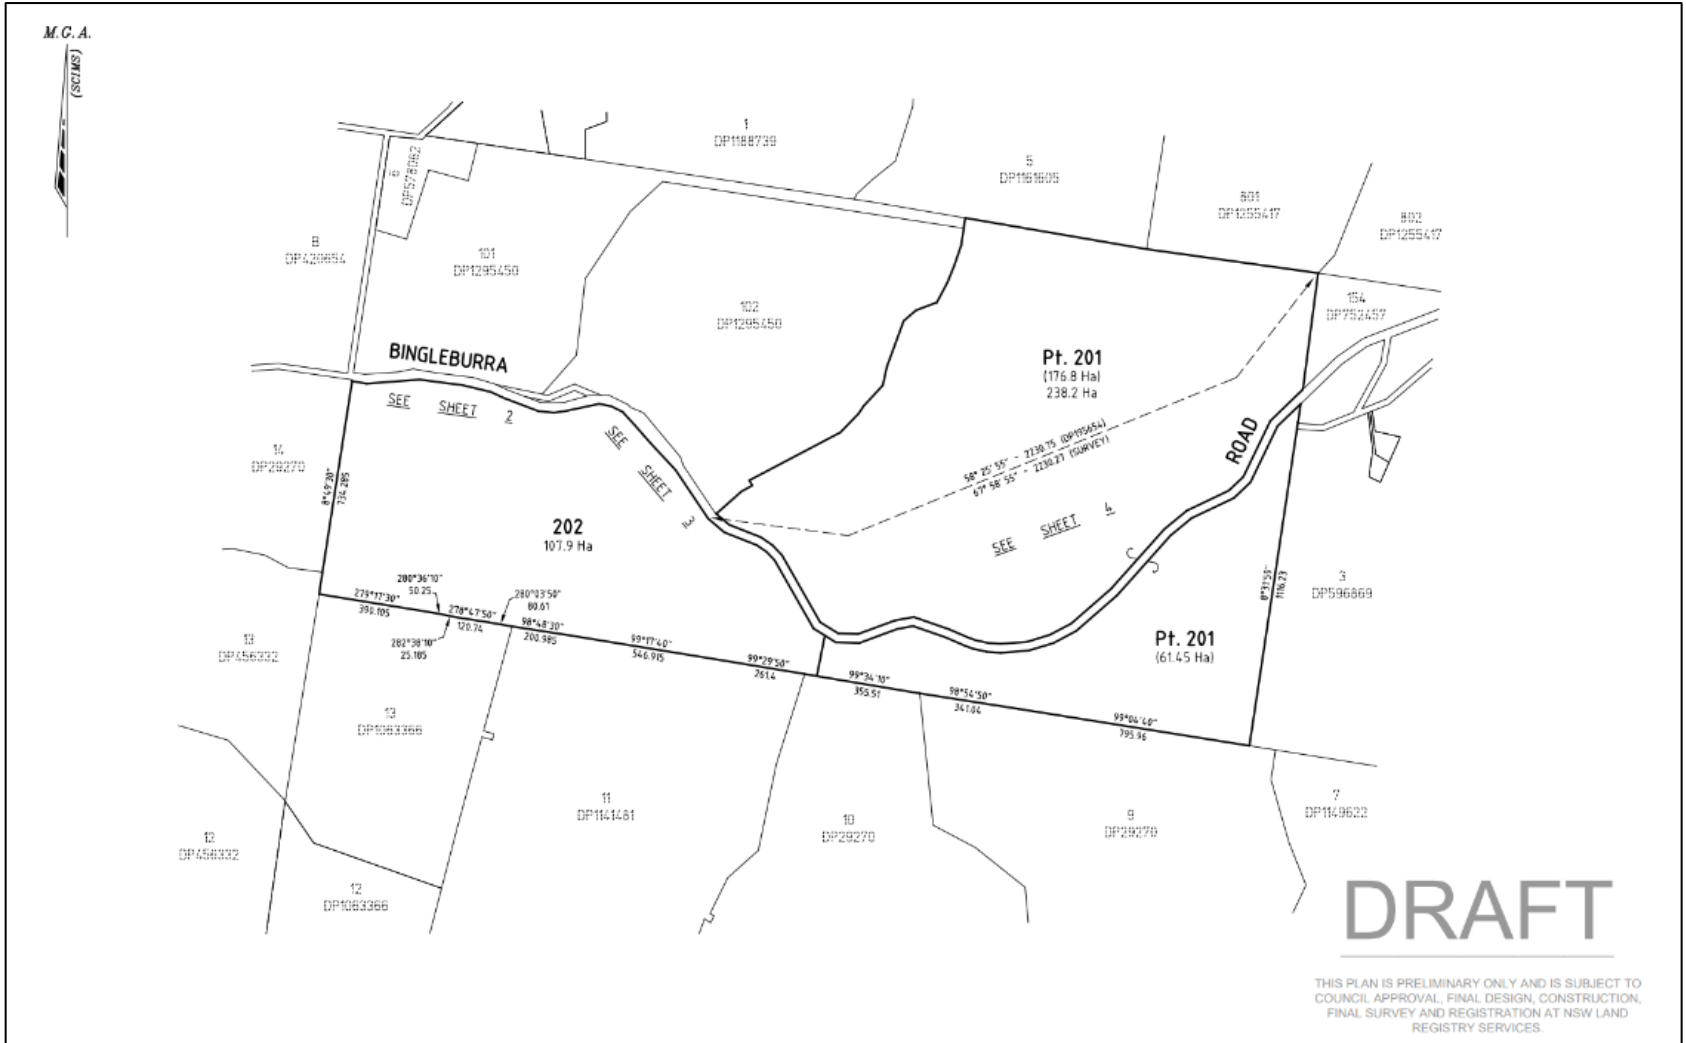 M.G.A.
(SCIMS)
1
DP1188739
5
DP1161605
801
DP1255417
802
DP1255417
6
DP578062
8
DP420654
101
DP1295450
102
DP1295450
154
DP752457
BINGLEBURRA
SEE SHEET 2
SEE SHEET 3
Pt. 201
(176.8 Ha)
238.2 Ha
58° 25' 55" - 2230.75 (DP195654)
67° 58' 55" - 2230.27 (SURVEY)
ROAD
SEE SHEET 4
14
DP29270
8°49'30"
734.285
202
107.9 Ha
280°36'10"
50.25
279°17'30"
390.105
278°47'50"
120.74
280°03'50"
80.61
98°48'30"
200.985
282°38'10"
25.185
99°17'40"
546.915
99°29'50"
261.4
99°34'10"
355.51
98°54'50"
341.04
99°04'40"
795.96
8°31'59"
1116.23
3
DP596869
Pt. 201
(61.45 Ha)
13
DP456332
13
DP1063366
11
DP1141481
10
DP29270
9
DP29270
7
DP1149622
12
DP456332
12
DP1063366
DRAFT
THIS PLAN IS PRELIMINARY ONLY AND IS SUBJECT TO
COUNCIL APPROVAL, FINAL DESIGN, CONSTRUCTION,
FINAL SURVEY AND REGISTRATION AT NSW LAND
REGISTRY SERVICES.